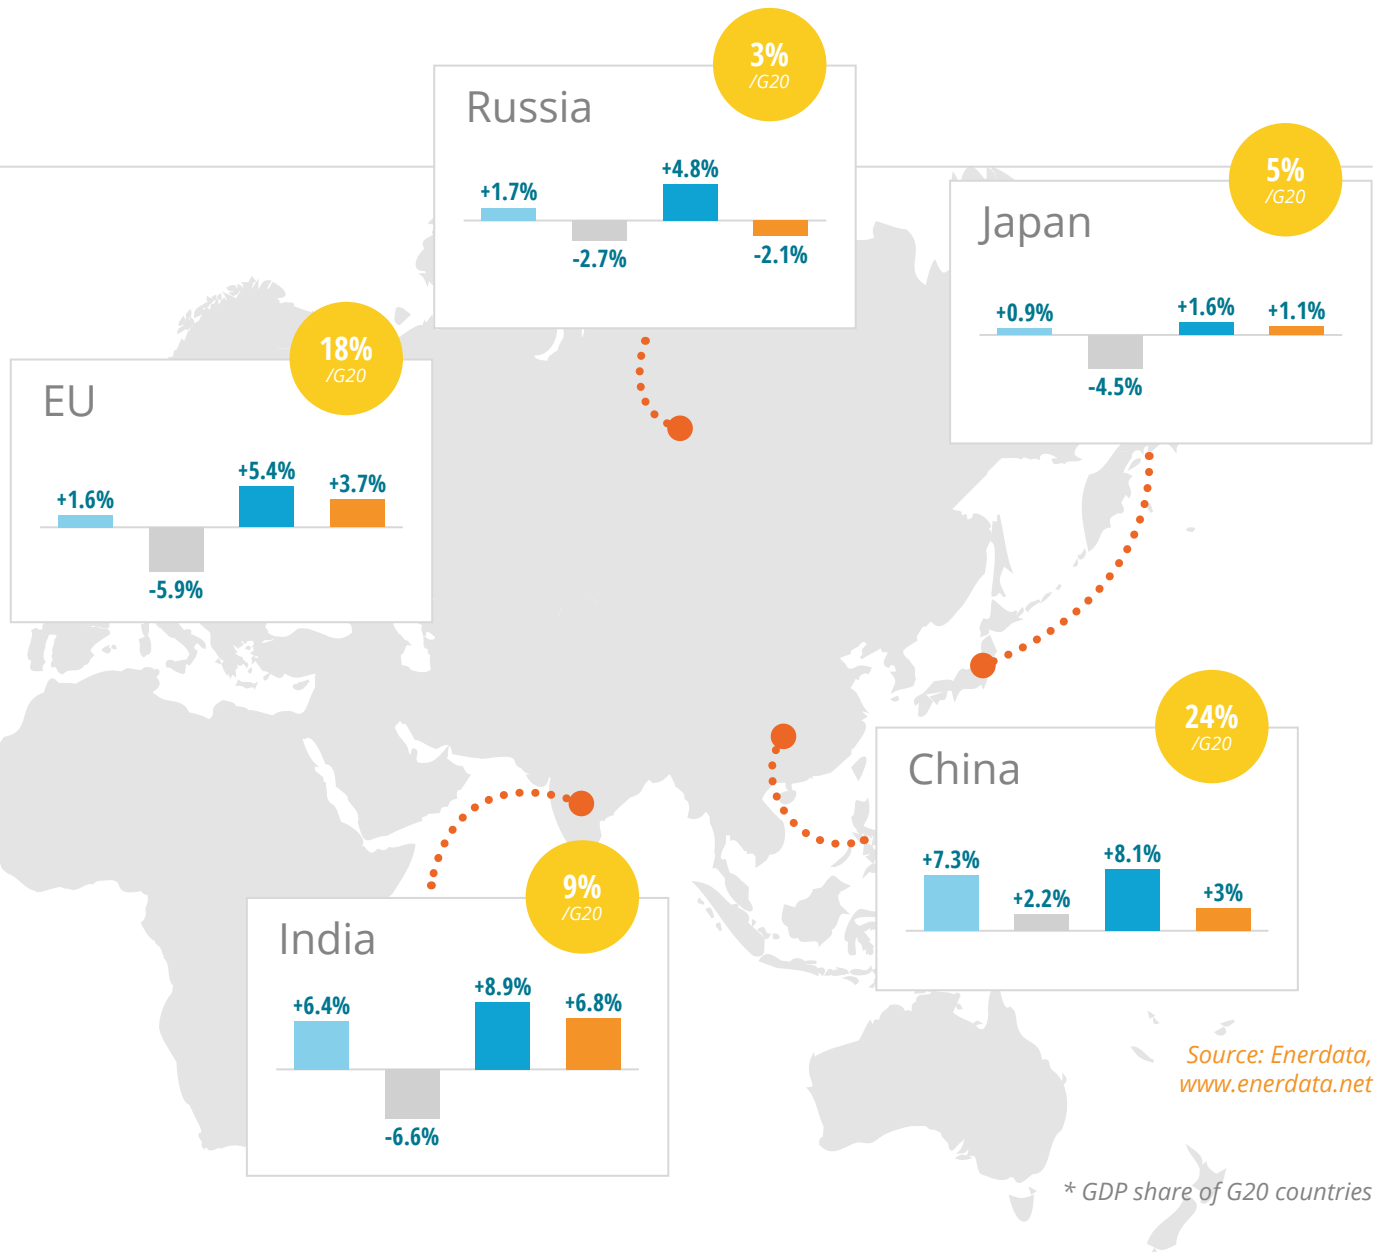 3%
/G20
Russia
+1.7%
-2.7%
+4.8%
-2.1%
5%
/G20
Japan
+0.9%
-4.5%
+1.6%
+1.1%
18%
/G20
EU
+1.6%
-5.9%
+5.4%
+3.7%
24%
/G20
China
+7.3%
+2.2%
+8.1%
+3%
9%
/G20
India
+6.4%
-6.6%
+8.9%
+6.8%
Source: Enerdata,
www.enerdata.net
* GDP share of G20 countries